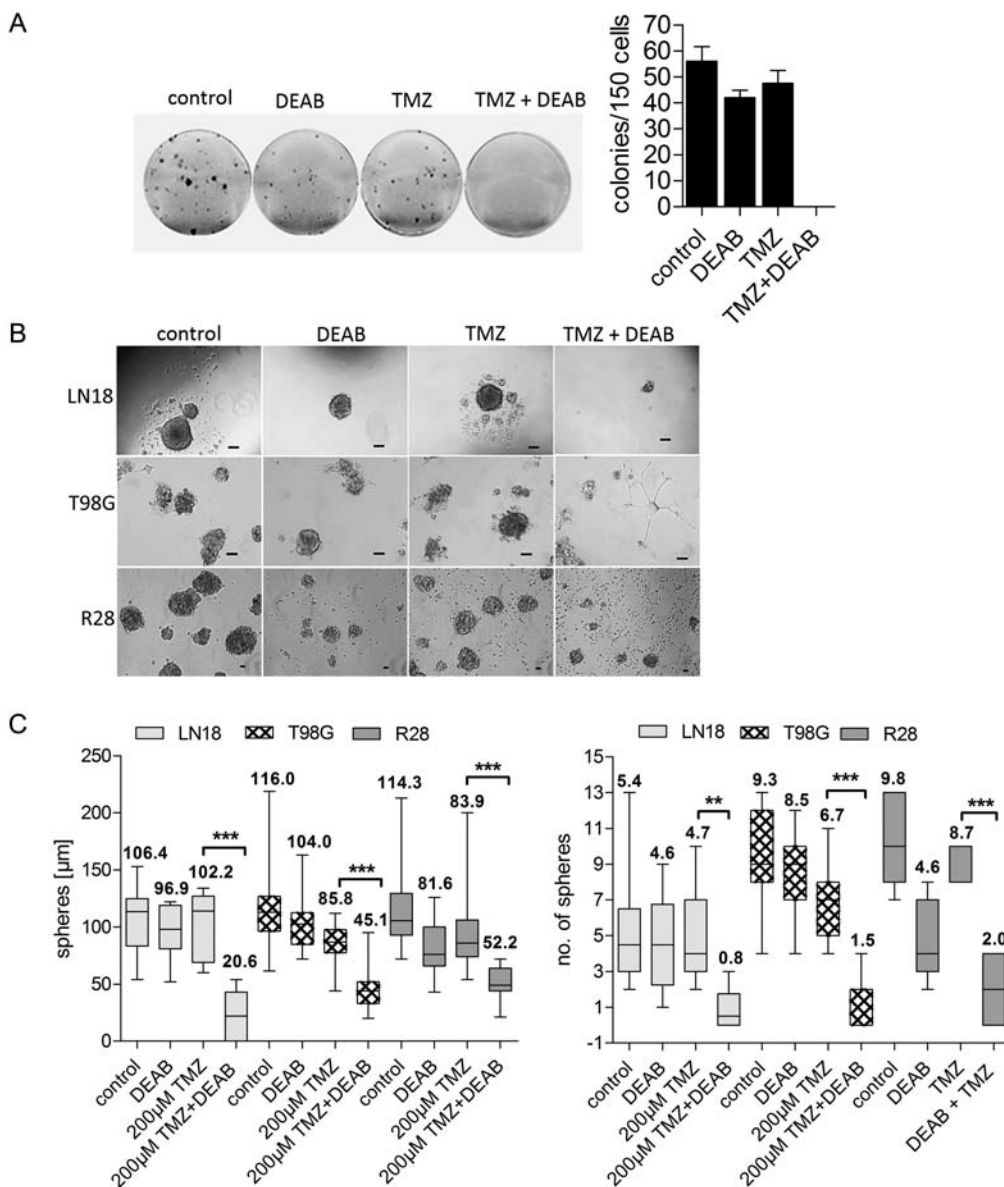 A
control DEAB TMZ TMZ + DEAB
colonies/150 cells
70
60
50
40
30
20
10
0
control
DEAB
TMZ
TMZ+DEAB
B
control DEAB TMZ TMZ + DEAB
LN18
T98G
R28
C
LN18 T98G R28
spheres [µm]
250
200
150
100
50
0
106.4
96.9
102.2
***
20.6
116.0
104.0
85.8
***
45.1
114.3
81.6
83.9
***
52.2
control
DEAB
200µM TMZ
200µM TMZ+DEAB
control
DEAB
200µM TMZ
200µM TMZ+DEAB
control
DEAB
200µM TMZ
200µM TMZ+DEAB
LN18 T98G R28
no. of spheres
15
13
11
9
7
5
3
1
-1
5.4
4.6
4.7
**
0.8
9.3
8.5
6.7
***
1.5
9.8
4.6
8.7
***
2.0
control
DEAB
200µM TMZ
200µM TMZ+DEAB
control
DEAB
200µM TMZ
200µM TMZ+DEAB
control
DEAB
TMZ
DEAB + TMZ